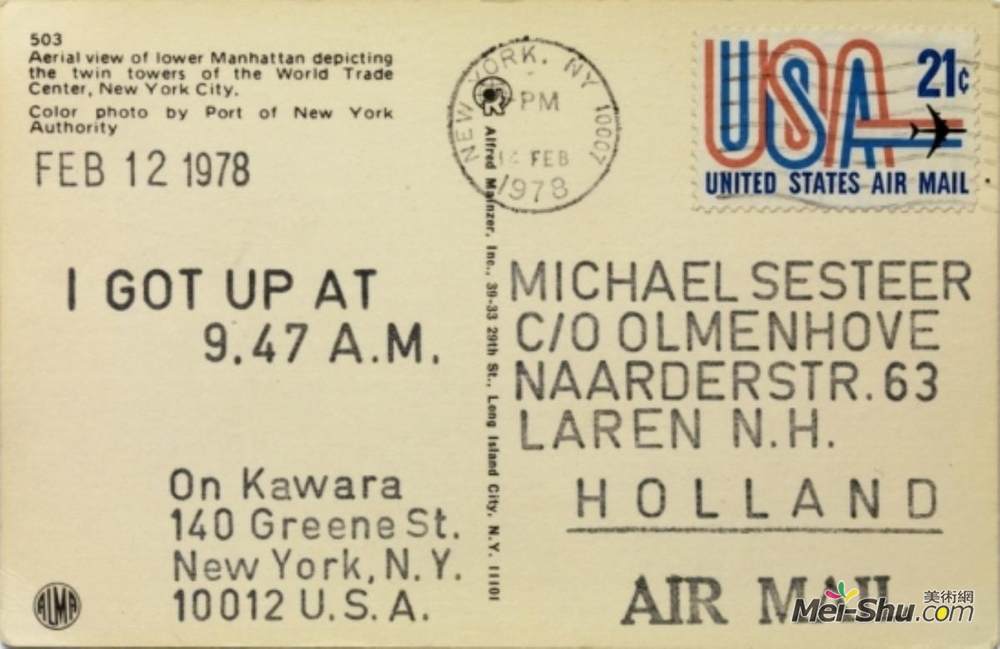 503
Aerial view of lower Manhattan depicting
the twin towers of the World Trade
Center, New York City.
Color photo by Port of New York
Authority
FEB 12 1978
I GOT UP AT
9.47 A.M.
On Kawara
140 Greene St.
New York, N.Y.
10012 U.S.A.
ALMA
NEW YORK, NY 10007
PM
14 FEB
1978
Alfred Mainzer, Inc., 39-33 29th St., Long Island City, N.Y. 11101
USA 21c
UNITED STATES AIR MAIL
MICHAEL SESTEER
C/O OLMENHOVE
NAARDERSTR. 63
LAREN N.H.
HOLLAND
AIR MAIL
Mei-Shu.com
美術網